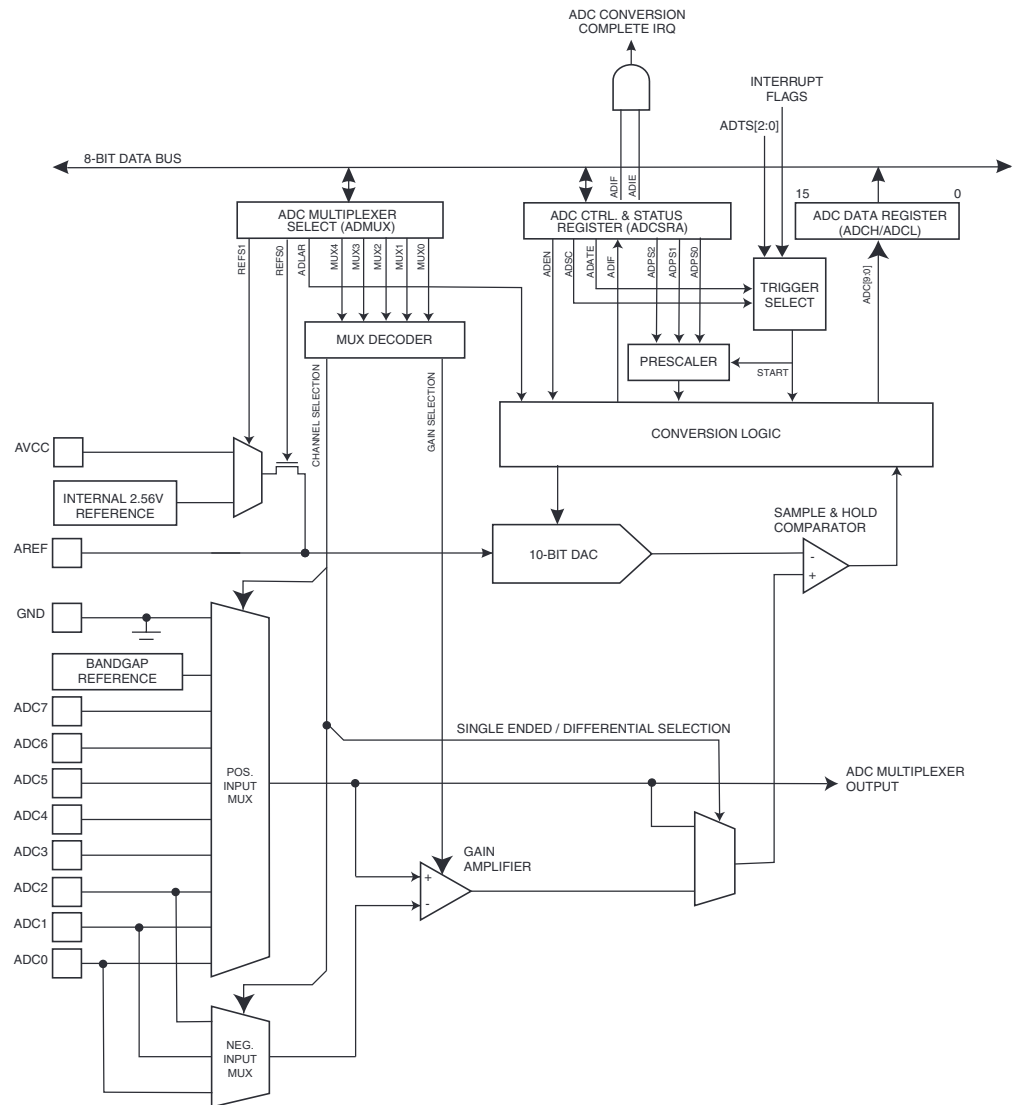 ADC CONVERSION
COMPLETE IRQ
INTERRUPT
FLAGS
ADTS[2:0]
8-BIT DATA BUS
ADIF
ADIE
15
0
ADC MULTIPLEXER
SELECT (ADMUX)
ADC CTRL. & STATUS
REGISTER (ADCSRA)
ADC DATA REGISTER
(ADCH/ADCL)
REFS1
REFS0
ADLAR
MUX4
MUX3
MUX2
MUX1
MUX0
ADEN
ADSC
ADATE
ADIF
ADPS2
ADPS1
ADPS0
ADC[9:0]
TRIGGER
SELECT
MUX DECODER
PRESCALER
START
CHANNEL SELECTION
GAIN SELECTION
CONVERSION LOGIC
AVCC
INTERNAL 2.56V
REFERENCE
SAMPLE & HOLD
COMPARATOR
AREF
10-BIT DAC
-
+
GND
BANDGAP
REFERENCE
ADC7
SINGLE ENDED / DIFFERENTIAL SELECTION
ADC6
ADC5
POS.
INPUT
MUX
ADC MULTIPLEXER
OUTPUT
ADC4
ADC3
GAIN
AMPLIFIER
+
-
ADC2
ADC1
ADC0
NEG.
INPUT
MUX